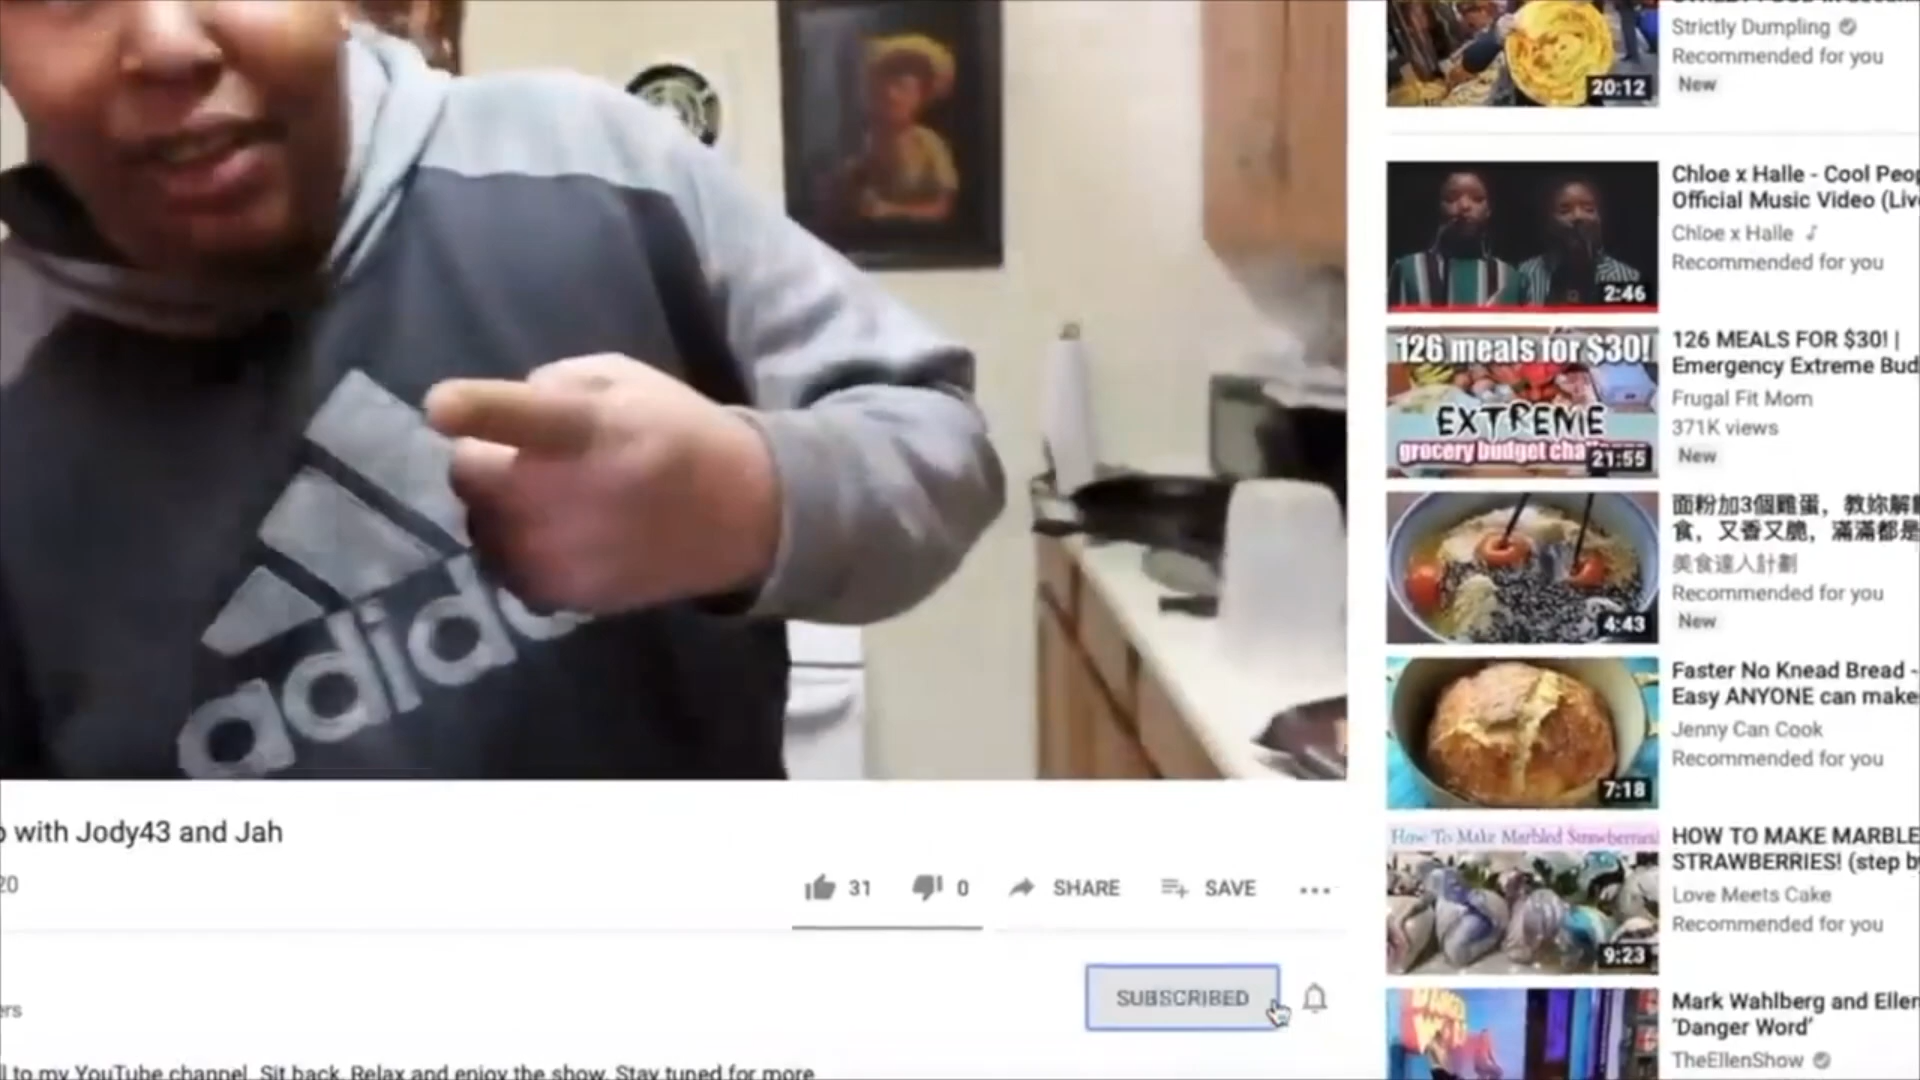 adida
with Jody43 and Jah
20
31
0
SHARE
SAVE
SUBSCRIBED
ers
l to my YouTube channel. Sit back. Relax and enjoy the show. Stay tuned for more
Strictly Dumpling
Recommended for you
New
20:12
Chloe x Halle - Cool Peop
Official Music Video (Live
Chloe x Halle
Recommended for you
2:46
126 meals for $30!
EXTREME
grocery budget cha
21:55
126 MEALS FOR $30! |
Emergency Extreme Bud
Frugal Fit Mom
371K views
New
面粉加3個雞蛋，教妳解
食，又香又脆，滿滿都是
美食達人計劃
Recommended for you
New
4:43
Faster No Knead Bread -
Easy ANYONE can make
Jenny Can Cook
Recommended for you
7:18
How To Make Marbled Strawberries!
HOW TO MAKE MARBLE
STRAWBERRIES! (step by
Love Meets Cake
Recommended for you
9:23
Mark Wahlberg and Ellen
'Danger Word'
TheEllenShow